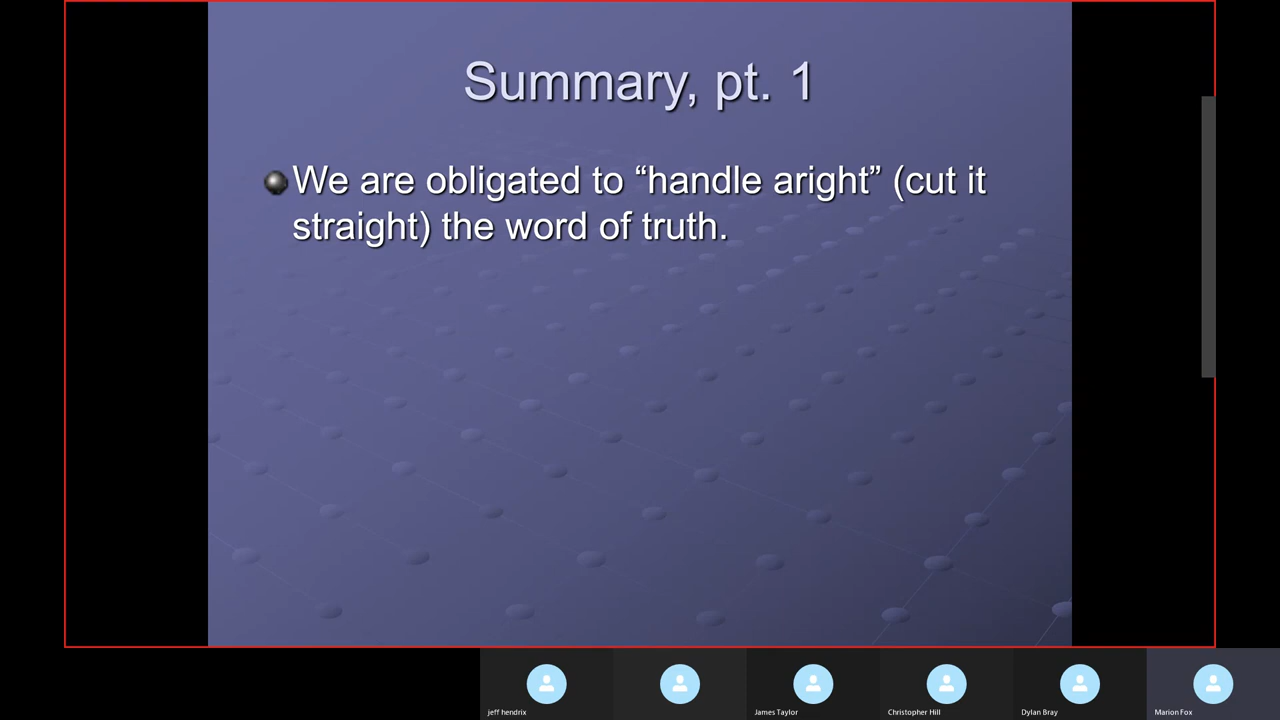 Summary, pt. 1
We are obligated to “handle aright” (cut it
straight) the word of truth.
jeff hendrix
James Taylor
Christopher Hill
Dylan Bray
Marion Fox